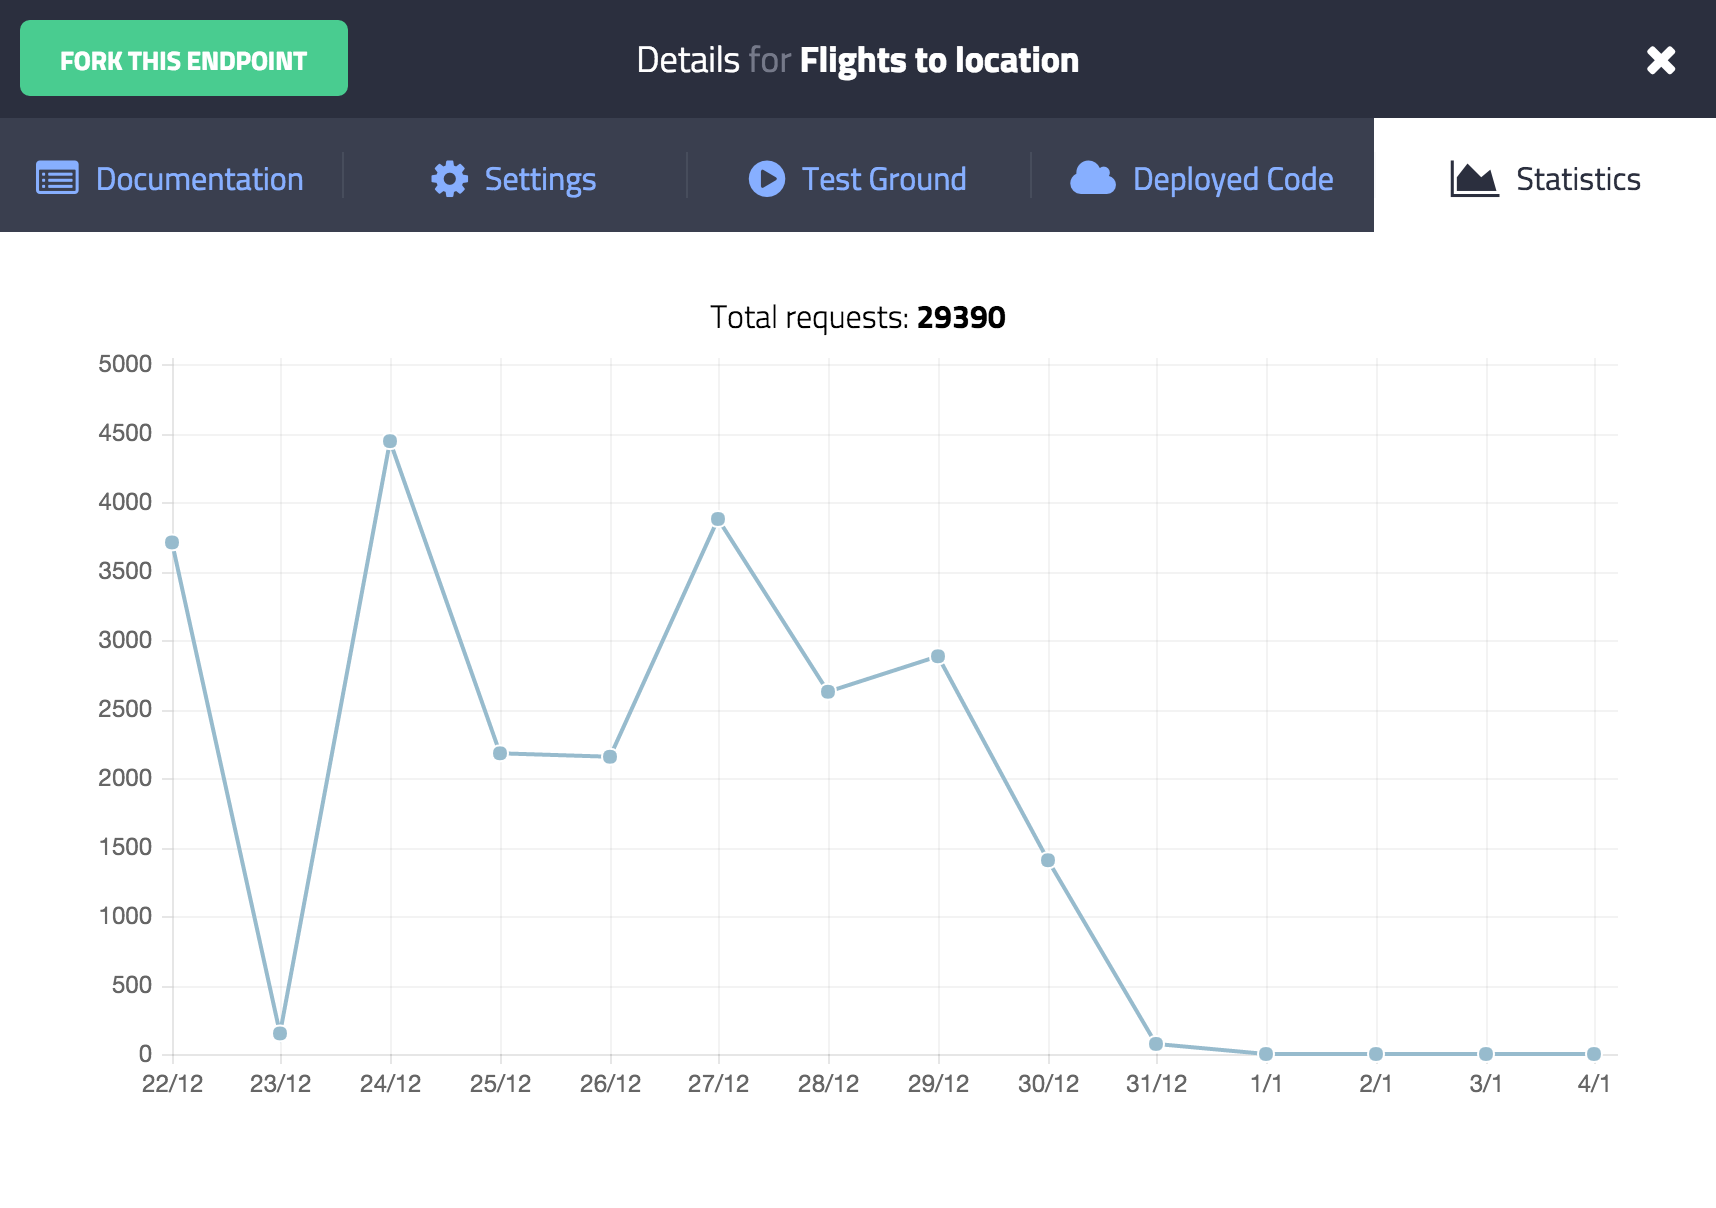 FORK THIS ENDPOINT
Details for Flights to location
Documentation
Settings
Test Ground
Deployed Code
Statistics
Total requests: 29390
5000
4500
4000
3500
3000
2500
2000
1500
1000
500
0
22/12 23/12 24/12 25/12 26/12 27/12 28/12 29/12 30/12 31/12 1/1 2/1 3/1 4/1